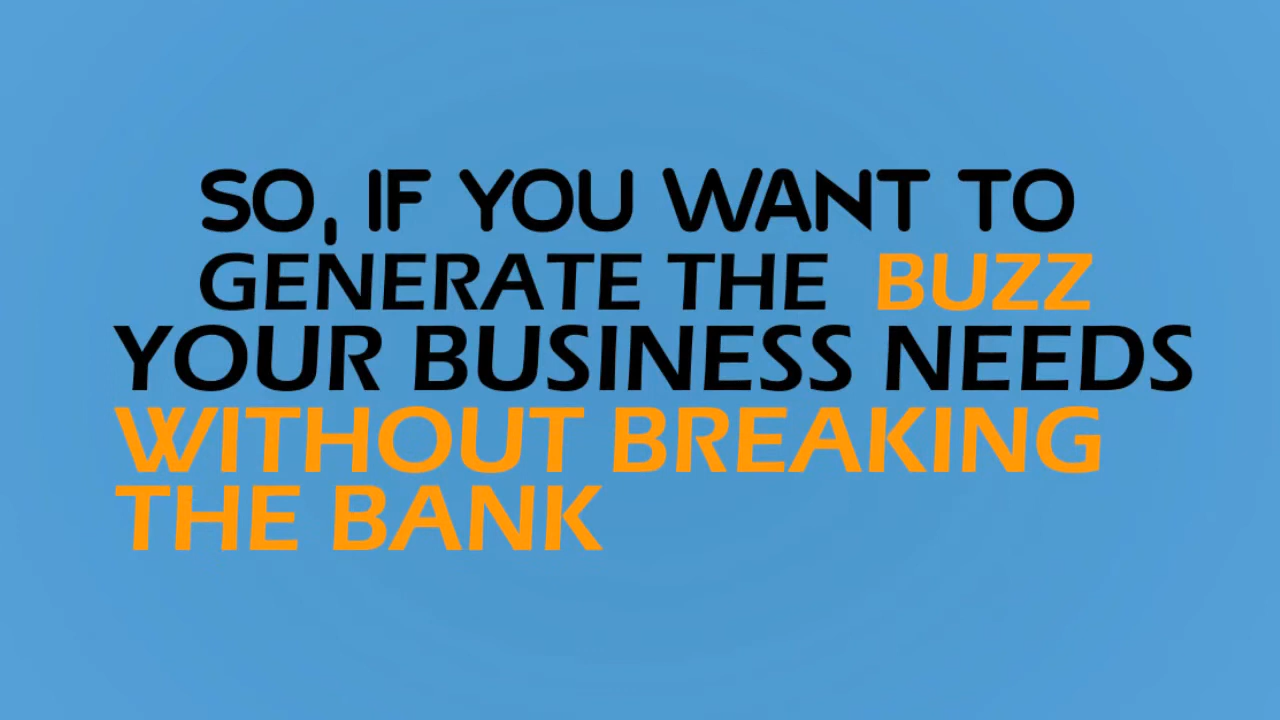 SO, IF YOU WANT TO
GENERATE THE BUZZ
YOUR BUSINESS NEEDS
WITHOUT BREAKING
THE BANK